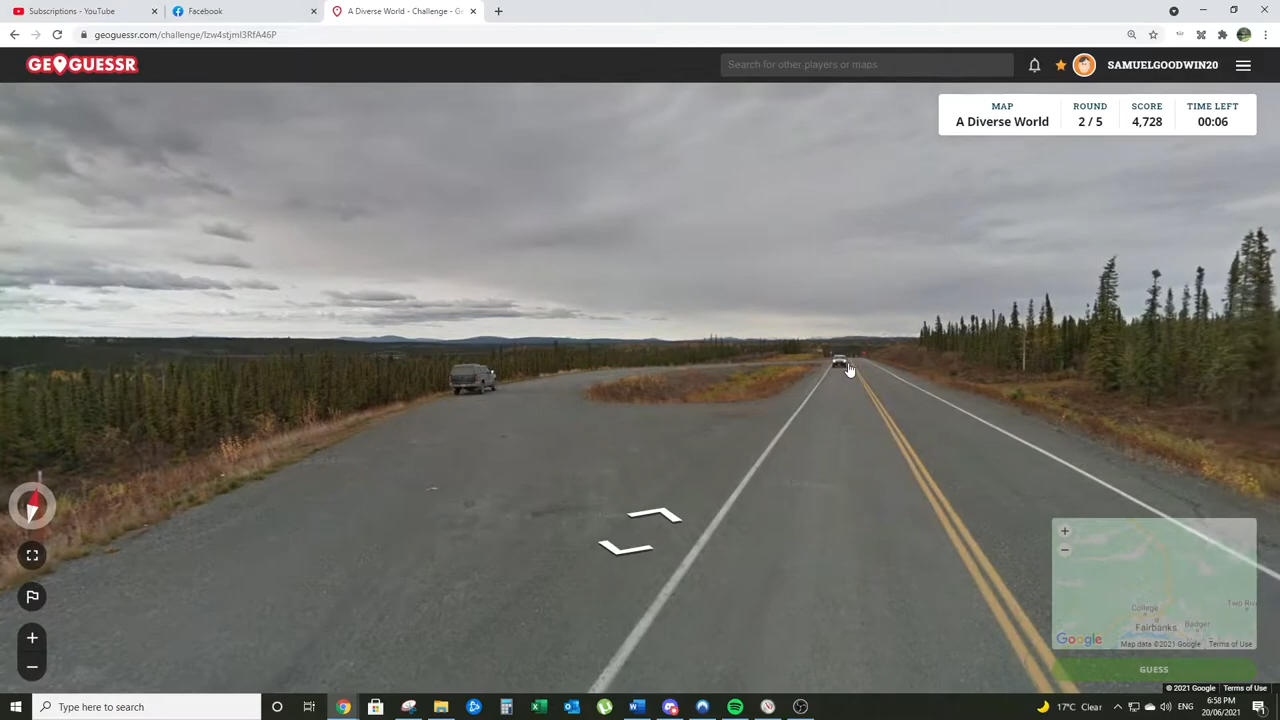 Subscriptions - YouTube
Facebook
A Diverse World - Challenge - Ge
geoguessr.com/challenge/lzw4stjml3RfA46P
GEOGUESSR
Search for other players or maps
SAMUELGOODWIN20
MAP ROUND SCORE TIME LEFT
A Diverse World 2 / 5 4,728 00:06
College
Two Riv
Fairbanks
Badger
Google
Map data ©2021 Google
Terms of Use
GUESS
© 2021 Google
Terms of Use
Type here to search
17°C Clear
6:58 PM
20/06/2021